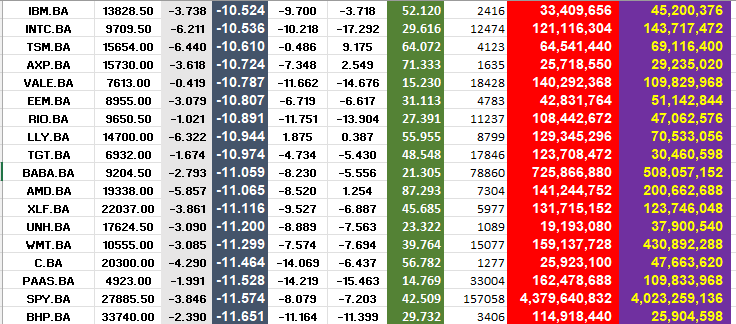 IBM.BA 13828.50 -3.738 -10.524 -9.700 -3.718 52.120 2416 33,409,656 45,200,376
INTC.BA 9709.50 -6.211 -10.536 -10.218 -17.292 29.616 12474 121,116,304 143,717,472
TSM.BA 15654.00 -6.440 -10.610 -0.486 9.175 64.072 4123 64,541,440 69,116,400
AXP.BA 15730.00 -3.618 -10.724 -7.348 2.549 71.333 1635 25,718,550 29,235,020
VALE.BA 7613.00 -0.419 -10.787 -11.662 -14.676 15.230 18428 140,292,368 109,829,968
EEM.BA 8955.00 -3.079 -10.807 -6.719 -6.617 31.113 4783 42,831,764 51,142,844
RIO.BA 9650.50 -1.021 -10.891 -11.751 -13.904 27.391 11237 108,442,672 47,062,576
LLY.BA 14700.00 -6.322 -10.944 1.875 0.387 55.955 8799 129,345,296 70,533,056
TGT.BA 6932.00 -1.674 -10.974 -4.734 -5.430 48.548 17846 123,708,472 30,460,598
BABA.BA 9204.50 -2.793 -11.059 -8.230 -5.556 21.305 78860 725,866,880 508,057,152
AMD.BA 19338.00 -5.857 -11.065 -8.520 1.254 87.293 7304 141,244,752 200,662,688
XLF.BA 22037.00 -3.861 -11.116 -9.527 -6.887 45.685 5977 131,715,152 123,746,048
UNH.BA 17624.50 -3.090 -11.200 -8.889 -7.563 23.322 1089 19,193,080 37,900,540
WMT.BA 10555.00 -3.085 -11.299 -7.574 -7.694 39.764 15077 159,137,728 430,892,288
C.BA 20300.00 -4.290 -11.464 -14.069 -6.437 56.782 1277 25,923,100 47,663,620
PAAS.BA 4923.00 -1.991 -11.528 -14.219 -15.463 14.769 33004 162,478,688 109,833,968
SPY.BA 27885.50 -3.846 -11.574 -8.079 -7.203 42.509 157058 4,379,640,832 4,023,259,136
BHP.BA 33740.00 -2.390 -11.651 -11.164 -11.399 29.732 3406 114,918,440 25,904,598